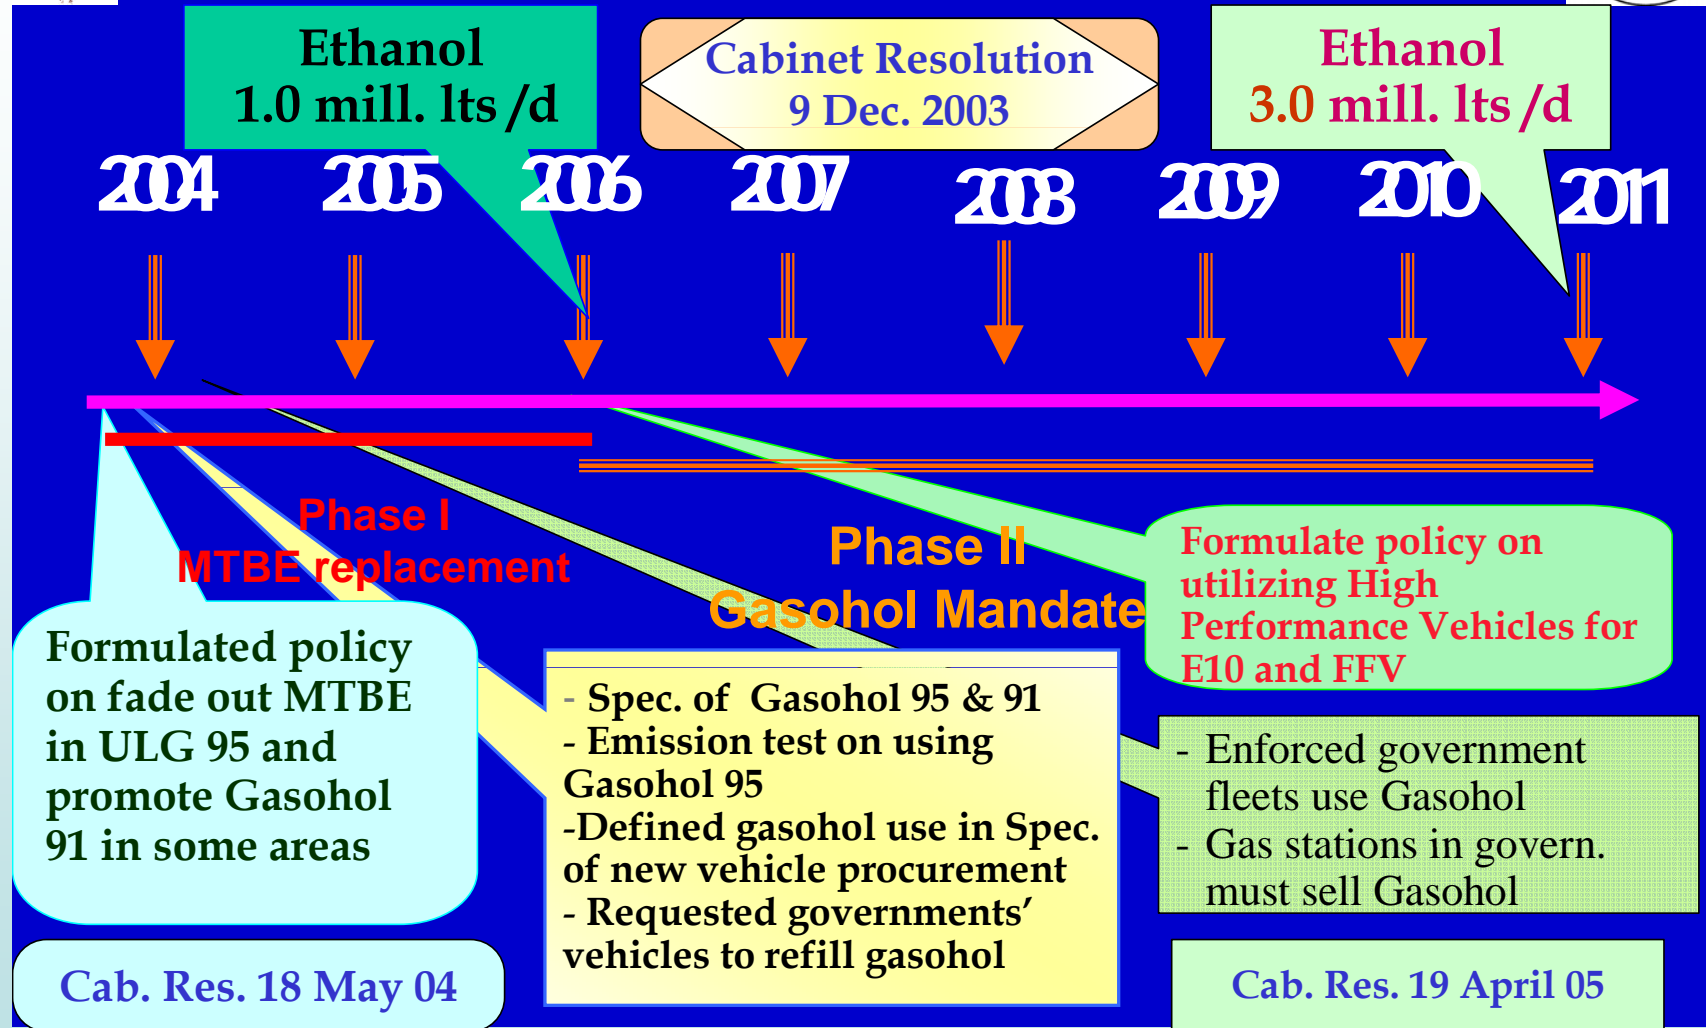 Ethanol
1.0 mill. lts /d
Cabinet Resolution
9 Dec. 2003
Ethanol
3.0 mill. lts /d
2004 2005 2006 2007 2008 2009 2010 2011
Phase I
MTBE replacement
Phase II
Gasohol Mandate
Formulate policy on
utilizing High
Performance Vehicles for
E10 and FFV
Formulated policy
on fade out MTBE
in ULG 95 and
promote Gasohol
91 in some areas
- Spec. of Gasohol 95 & 91
- Emission test on using
Gasohol 95
-Defined gasohol use in Spec.
of new vehicle procurement
- Requested governments’
vehicles to refill gasohol
- Enforced government
fleets use Gasohol
- Gas stations in govern.
must sell Gasohol
Cab. Res. 18 May 04
Cab. Res. 19 April 05